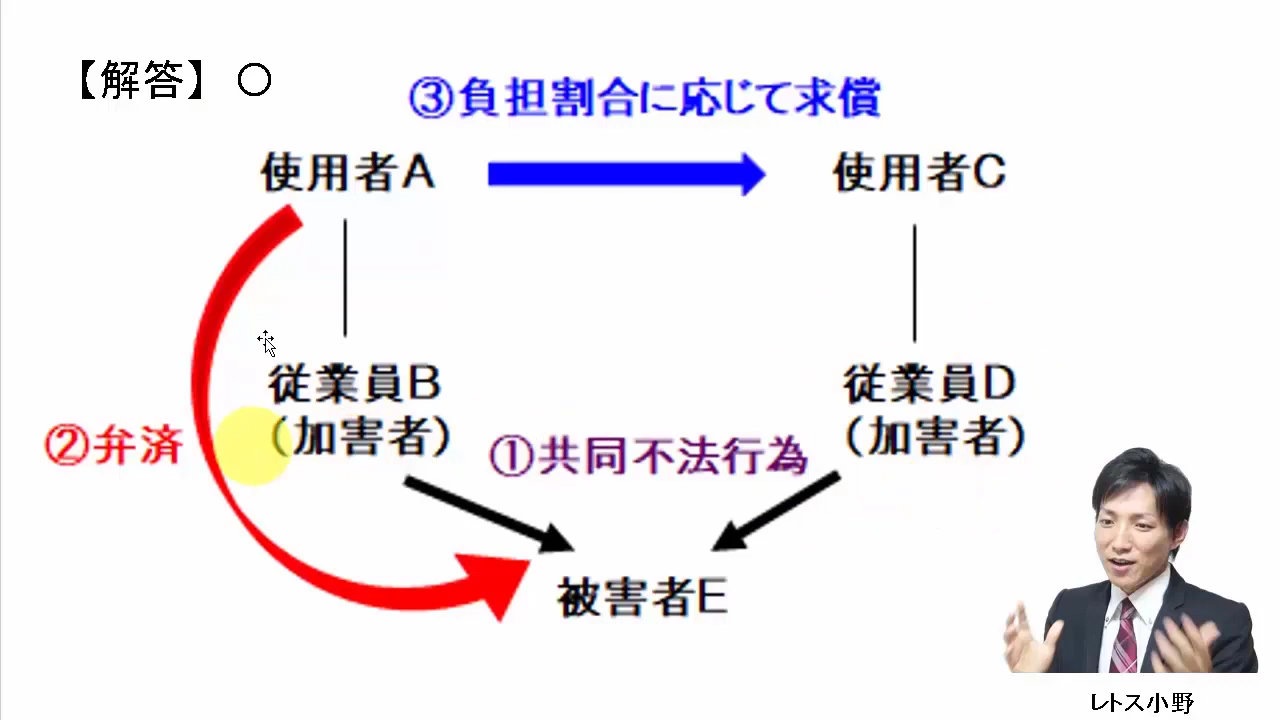 【解答】 ○
③負担割合に応じて求償
使用者A
使用者C
従業員B
（加害者）
従業員D
（加害者）
②弁済
①共同不法行為
被害者E
レトス小野